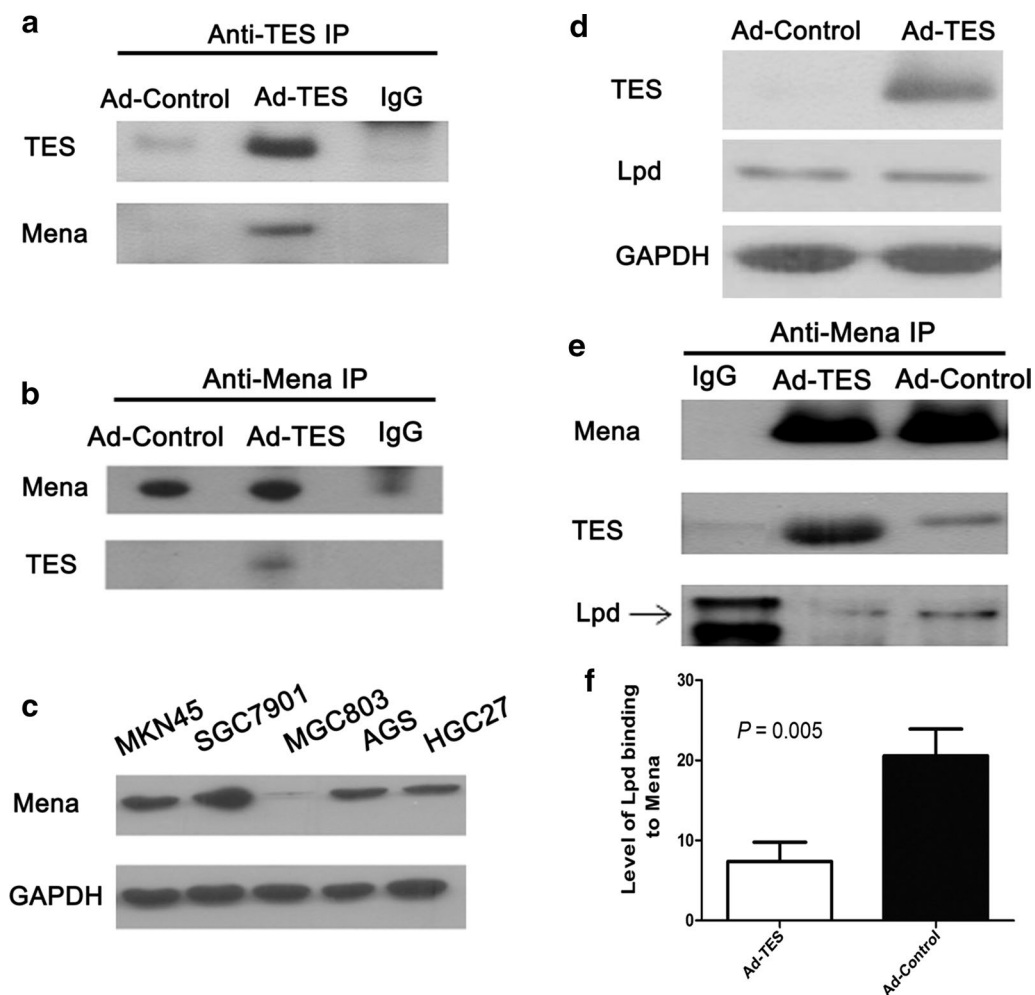 a
Anti-TES IP
Ad-Control Ad-TES IgG
TES
Mena
b
Anti-Mena IP
Ad-Control Ad-TES IgG
Mena
TES
c
MKN45 SGC7901 MGC803 AGS HGC27
Mena
GAPDH
d
Ad-Control Ad-TES
TES
Lpd
GAPDH
e
Anti-Mena IP
IgG Ad-TES Ad-Control
Mena
TES
Lpd →
f
Level of Lpd binding
to Mena
30
20
10
0
P = 0.005
Ad-TES Ad-Control